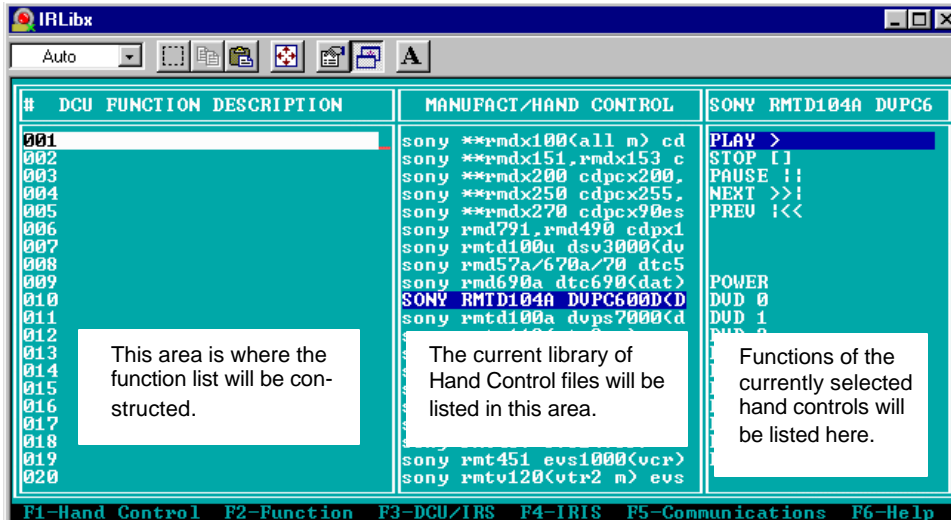 IRLibx
Auto
A
# DCU FUNCTION DESCRIPTION
MANUFACT/HAND CONTROL
SONY RMTD104A DVPC6
001
002
003
004
005
006
007
008
009
010
011
012
013
014
015
016
017
018
019
020
sony **rmdx100(all m) cd
sony **rmdx151,rmdx153 c
sony **rmdx200 cdpcx200,
sony **rmdx250 cdpcx255,
sony **rmdx270 cdpcx90es
sony rmd791,rmd490 cdpx1
sony rmtd100u dsv3000(dv
sony rmd57a/670a/70 dtc5
sony rmd690a dtc690(dat)
SONY RMTD104A DVPC600D(D
sony rmtd100a dvps7000(d
sony rmt451 evs1000(vcr)
sony rmtv120(vtr2 m) evs
PLAY >
STOP []
PAUSE ||
NEXT >>|
PREV |<<
POWER
DVD 0
DVD 1
This area is where the
function list will be con-
structed.
The current library of
Hand Control files will be
listed in this area.
Functions of the
currently selected
hand controls will
be listed here.
F1-Hand Control F2-Function F3-DCU/IRS F4-IRIS F5-Communications F6-Help